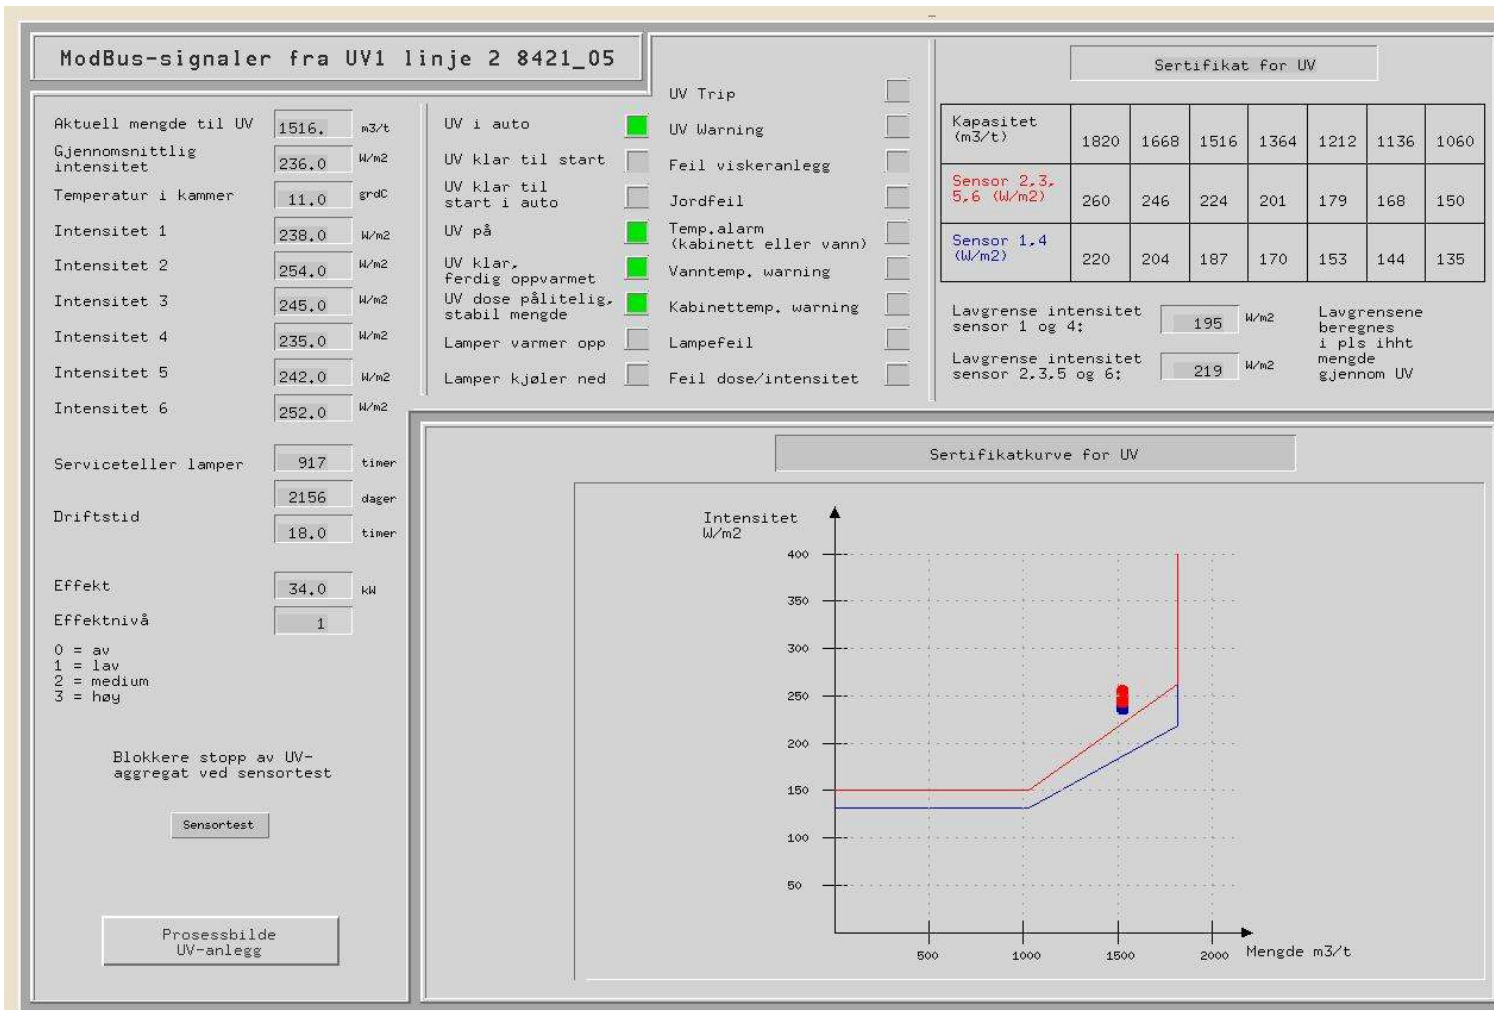 ModBus-signaler fra UV1 linje 2 8421_05
Aktuell mengde til UV 1516. m3/t
Gjennomsnittlig
intensitet 236.0 W/m2
Temperatur i kammer 11.0 grdC
Intensitet 1 238.0 W/m2
Intensitet 2 254.0 W/m2
Intensitet 3 245.0 W/m2
Intensitet 4 235.0 W/m2
Intensitet 5 242.0 W/m2
Intensitet 6 252.0 W/m2
Serviceteller lamper 917 timer
2156 dager
Driftstid
18.0 timer
Effekt 34.0 kW
Effektnivå 1
0 = av
1 = lav
2 = medium
3 = høy
Blokkere stopp av UV-
aggregat ved sensortest
Sensortest
Prosessbilde
UV-anlegg
UV i auto
UV klar til start
UV klar til
start i auto
UV på
UV klar,
ferdig oppvarmet
UV dose pålitelig,
stabil mengde
Lamper varmer opp
Lamper kjøler ned
UV Trip
UV Warning
Feil viskeranlegg
Jordfeil
Temp.alarm
(kabinett eller vann)
Vanntemp. warning
Kabinettemp. warning
Lampefeil
Feil dose/intensitet
Sertifikat for UV
Kapasitet
(m3/t) 1820 1668 1516 1364 1212 1136 1060
Sensor 2,3,
5,6 (W/m2) 260 246 224 201 179 168 150
Sensor 1,4
(W/m2) 220 204 187 170 153 144 135
Lavgrense intensitet
sensor 1 og 4: 195 W/m2
Lavgrense intensitet
sensor 2,3,5 og 6: 219 W/m2
Lavgrensene
beregnes
i pls ihht
mengde
gjennom UV
Sertifikatkurve for UV
Intensitet
W/m2
400
350
300
250
200
150
100
50
500 1000 1500 2000 Mengde m3/t